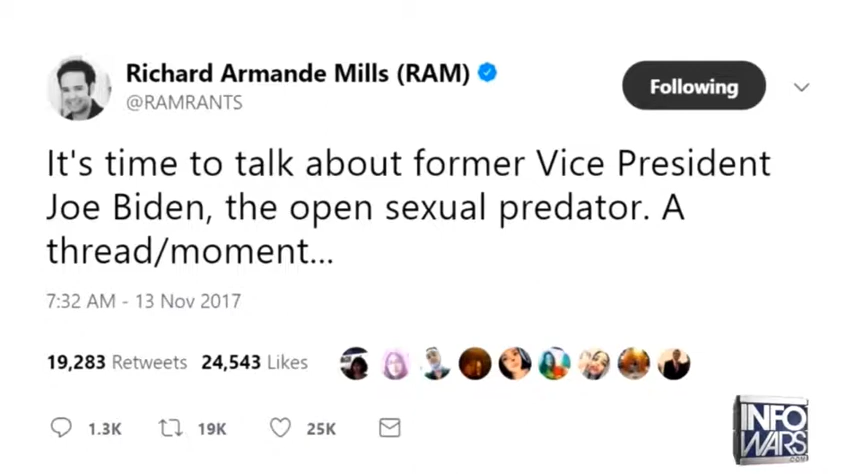 Richard Armande Mills (RAM)
@RAMRANTS
Following
It's time to talk about former Vice President
Joe Biden, the open sexual predator. A
thread/moment...
7:32 AM - 13 Nov 2017
19,283 Retweets 24,543 Likes
1.3K 19K 25K
INFO
WARS
.COM